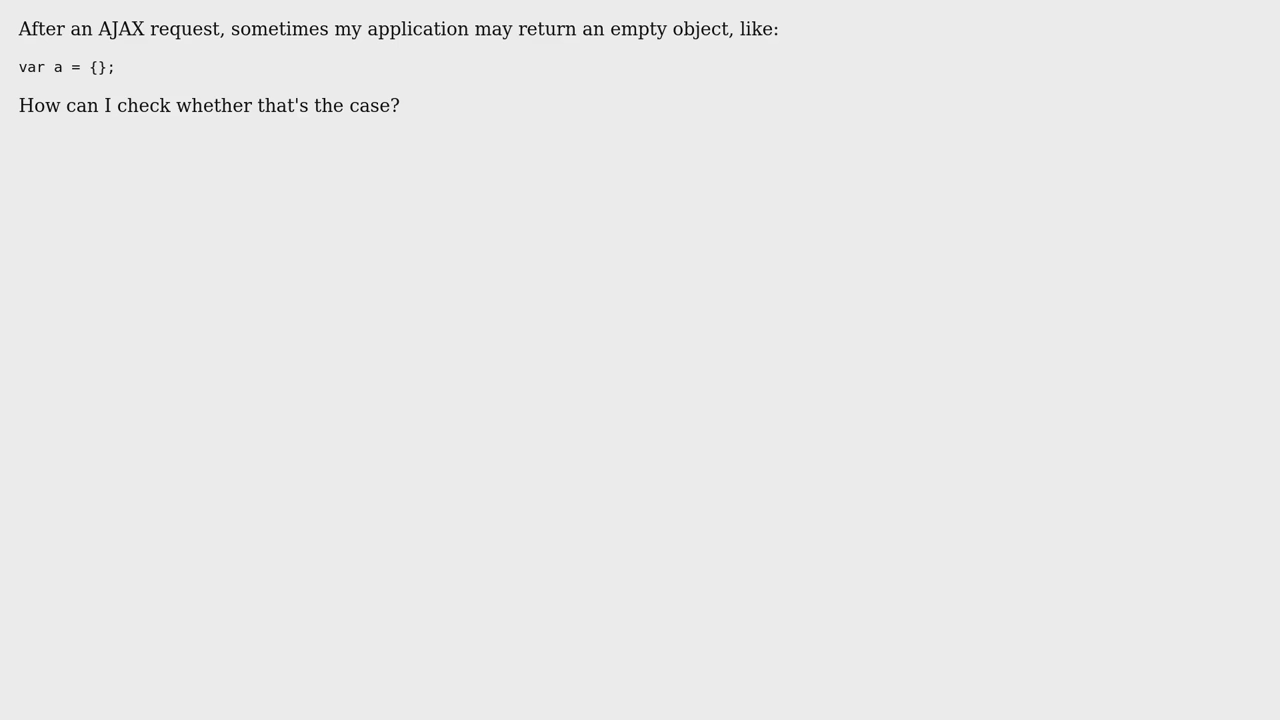 After an AJAX request, sometimes my application may return an empty object, like:
var a = {};
How can I check whether that's the case?